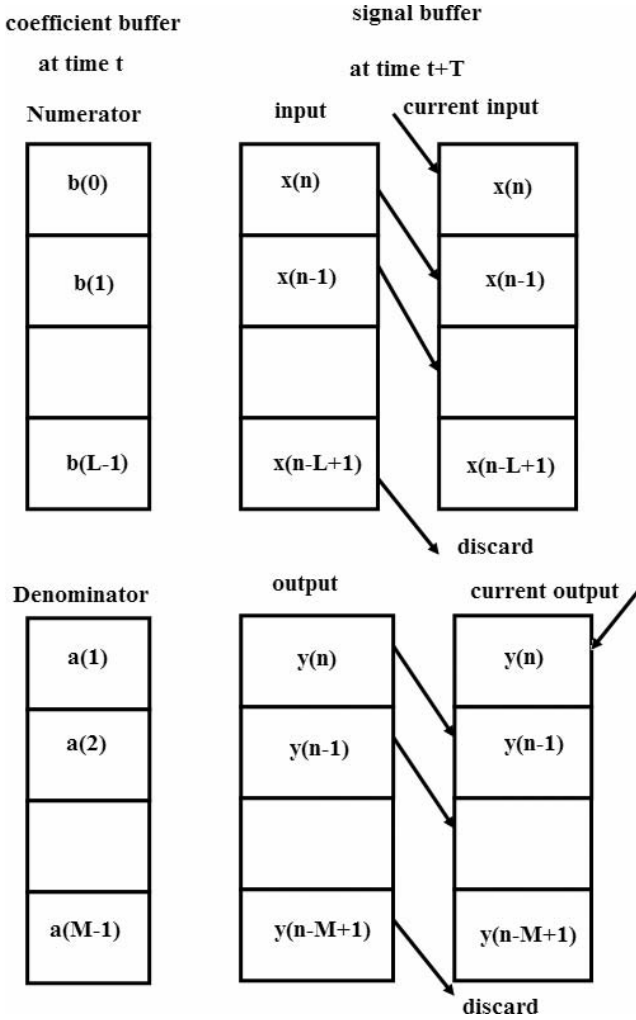 coefficient buffer
signal buffer
at time t
at time t+T
Numerator
input
current input
b(0)
x(n)
x(n)
b(1)
x(n-1)
x(n-1)
b(L-1)
x(n-L+1)
x(n-L+1)
discard
Denominator
output
current output
a(1)
y(n)
y(n)
a(2)
y(n-1)
y(n-1)
a(M-1)
y(n-M+1)
y(n-M+1)
discard